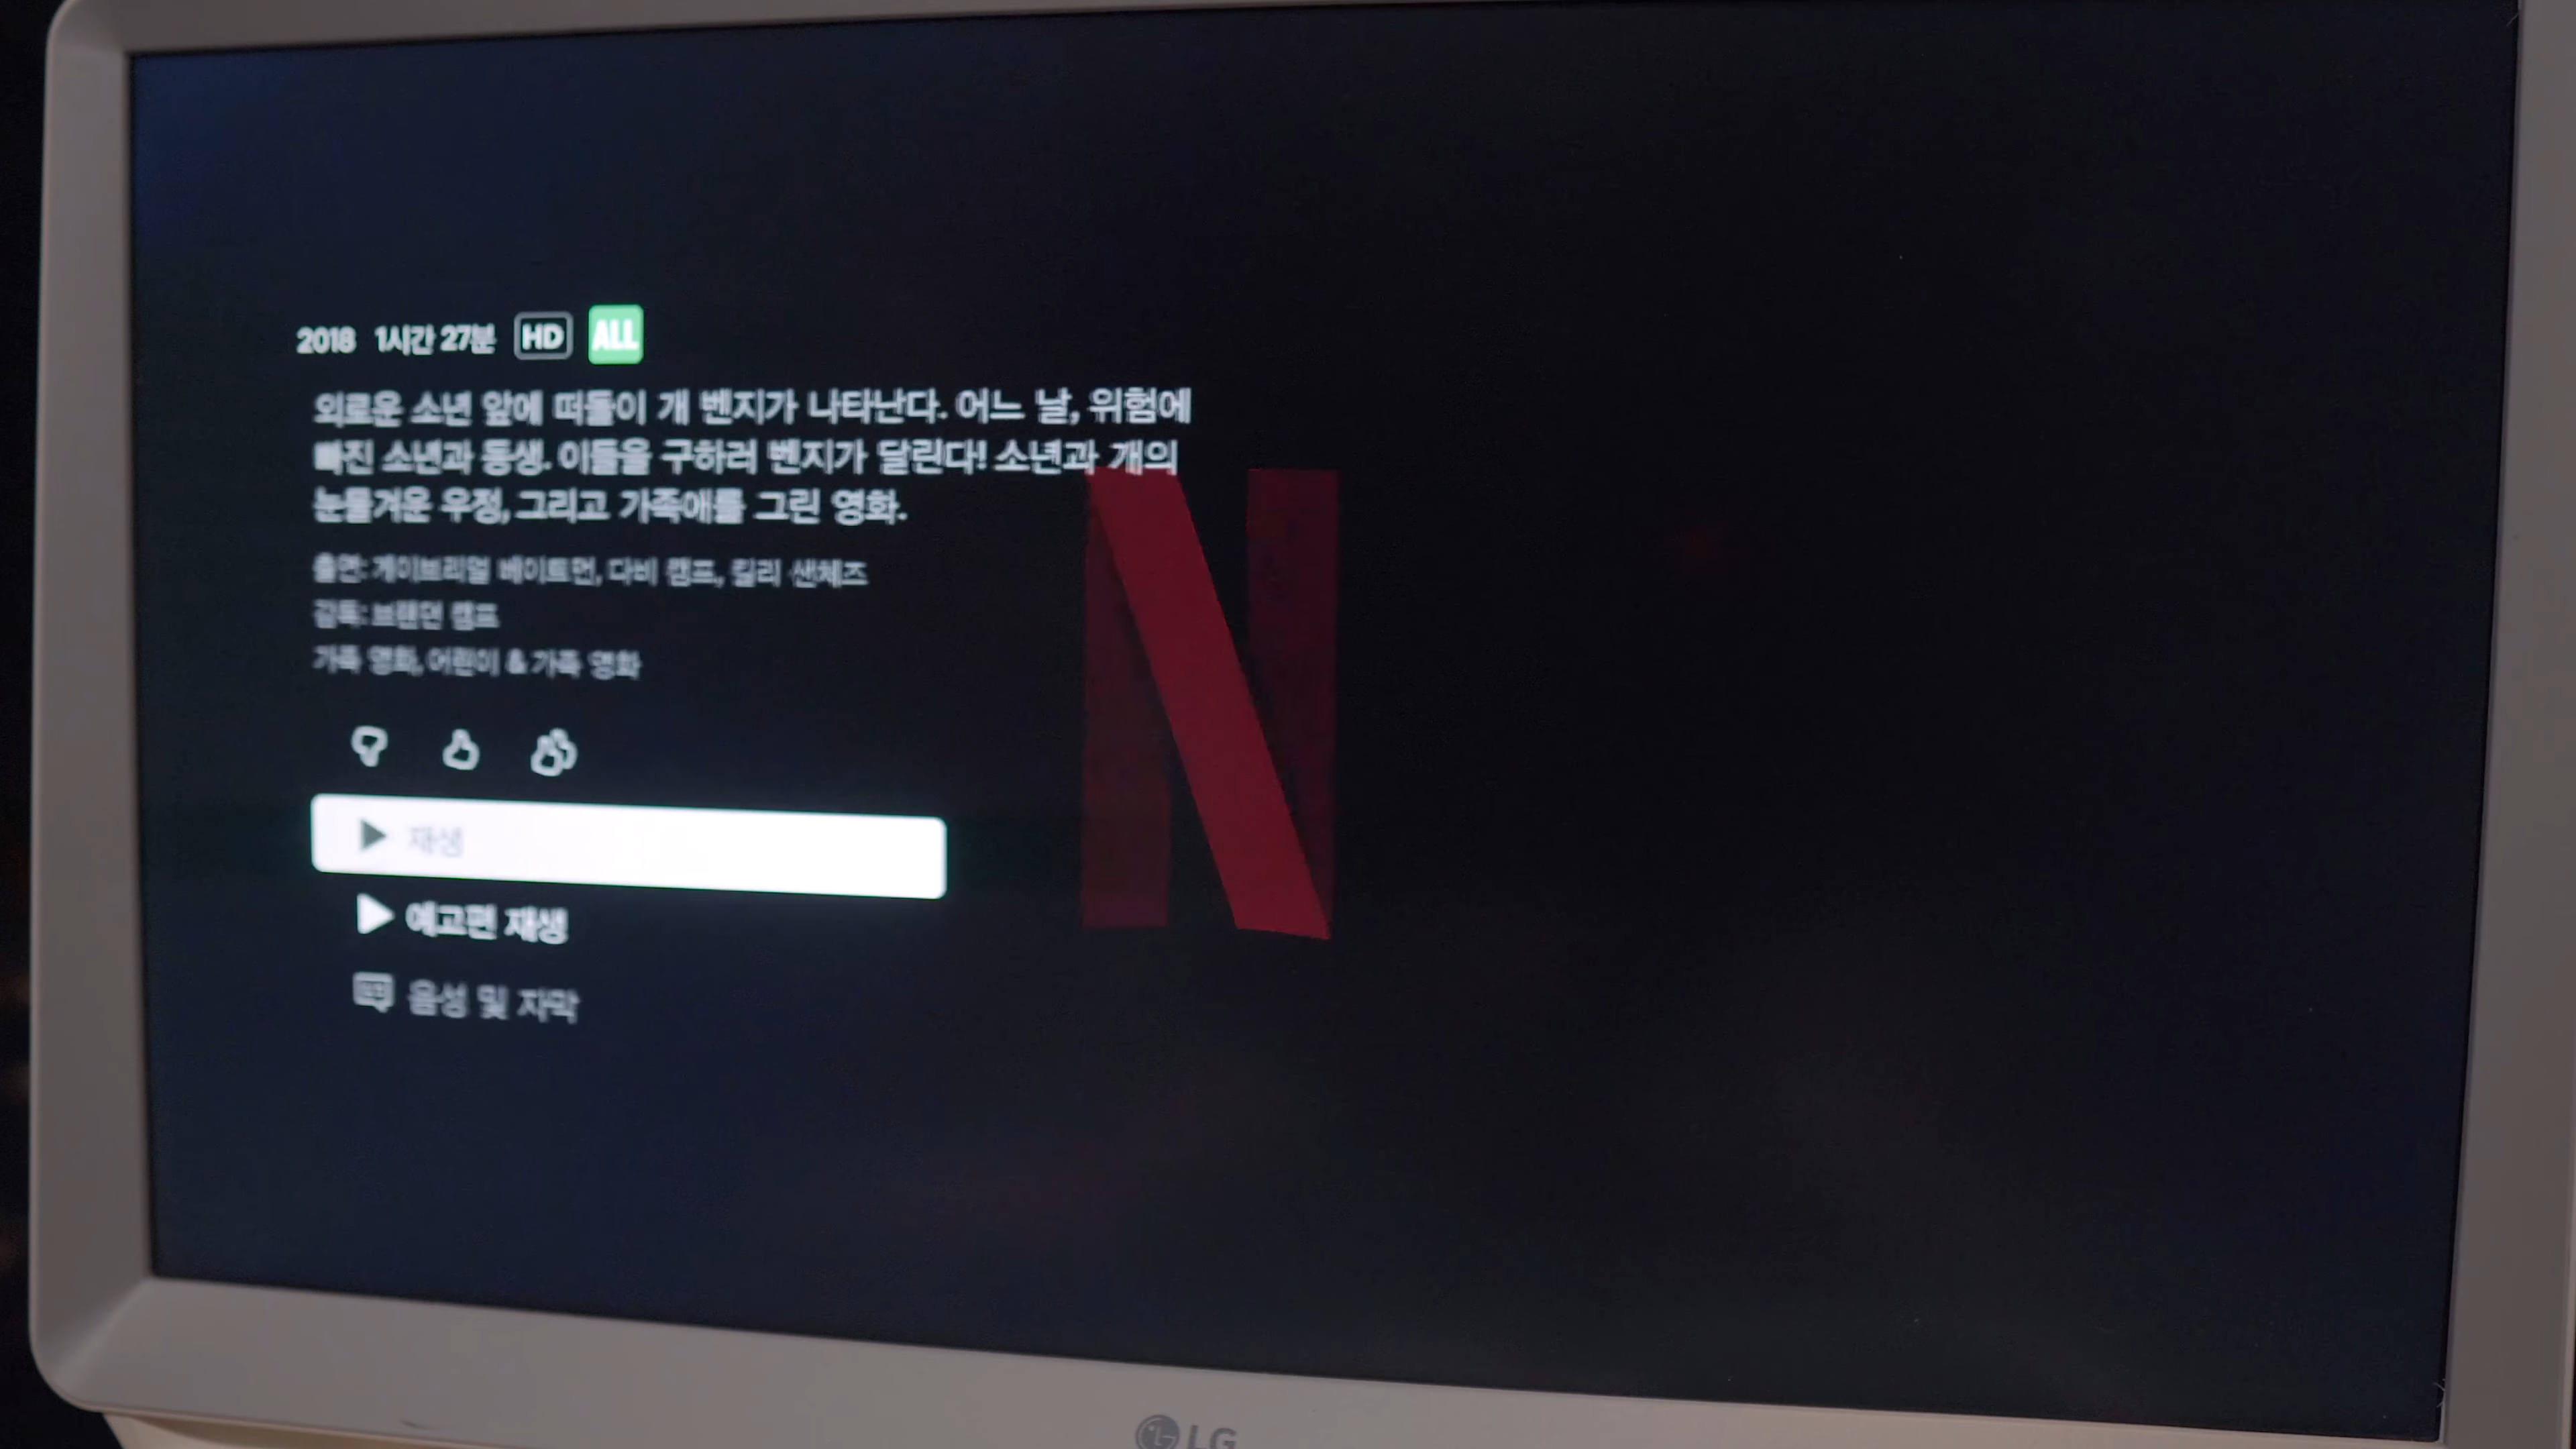 2018 1시간 27분 HD ALL
외로운 소년 앞에 떠돌이 개 벤지가 나타난다. 어느 날, 위험에
빠진 소년과 동생. 이들을 구하러 벤지가 달린다! 소년과 개의
눈물겨운 우정, 그리고 가족애를 그린 영화.
출연: 게이브리얼 베이트먼, 다비 캠프, 킬리 샌체즈
감독: 브랜던 캠프
가족 영화, 어린이 & 가족 영화
재생
예고편 재생
음성 및 자막
N
LG